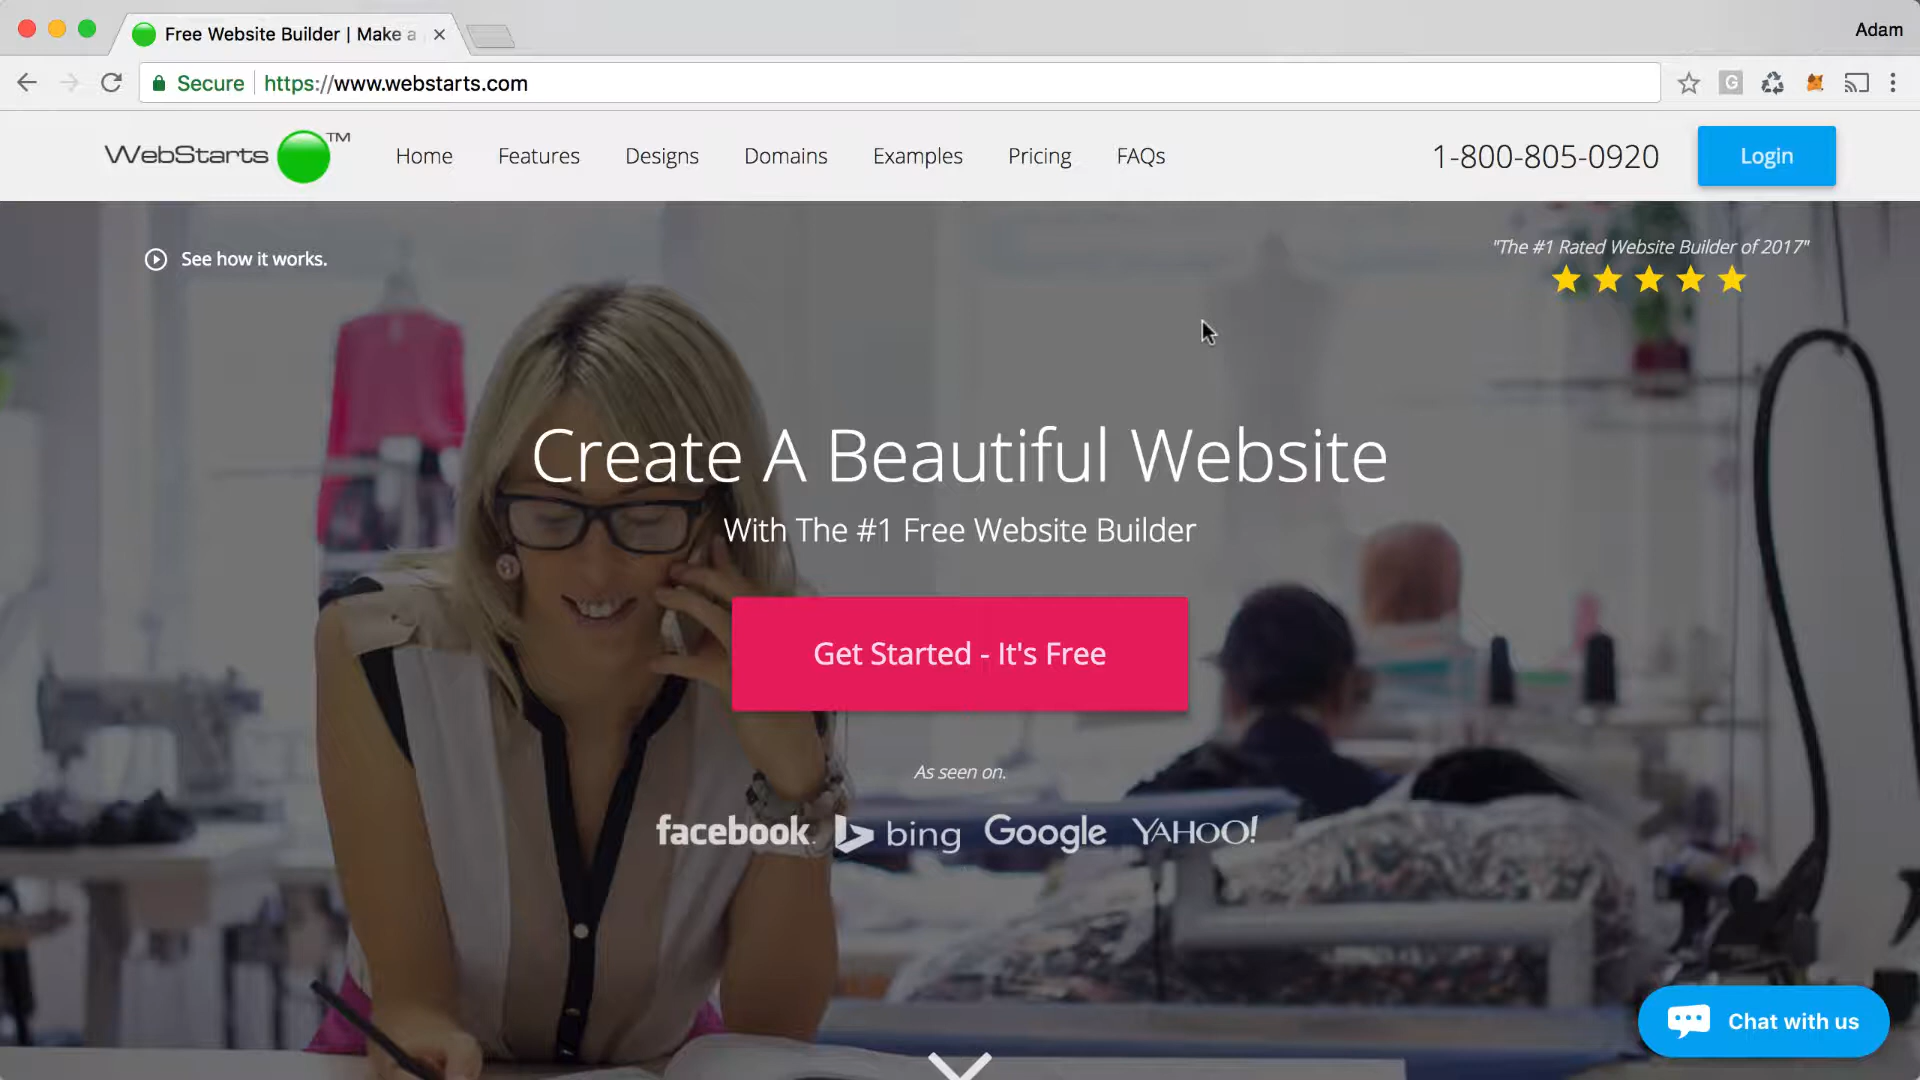 Free Website Builder | Make a
Adam
Secure
https://www.webstarts.com
G
WebStarts TM
Home
Features
Designs
Domains
Examples
Pricing
FAQs
1-800-805-0920
Login
See how it works.
"The #1 Rated Website Builder of 2017"
Create A Beautiful Website
With The #1 Free Website Builder
Get Started - It's Free
As seen on.
facebook. bing Google YAHOO!
Chat with us